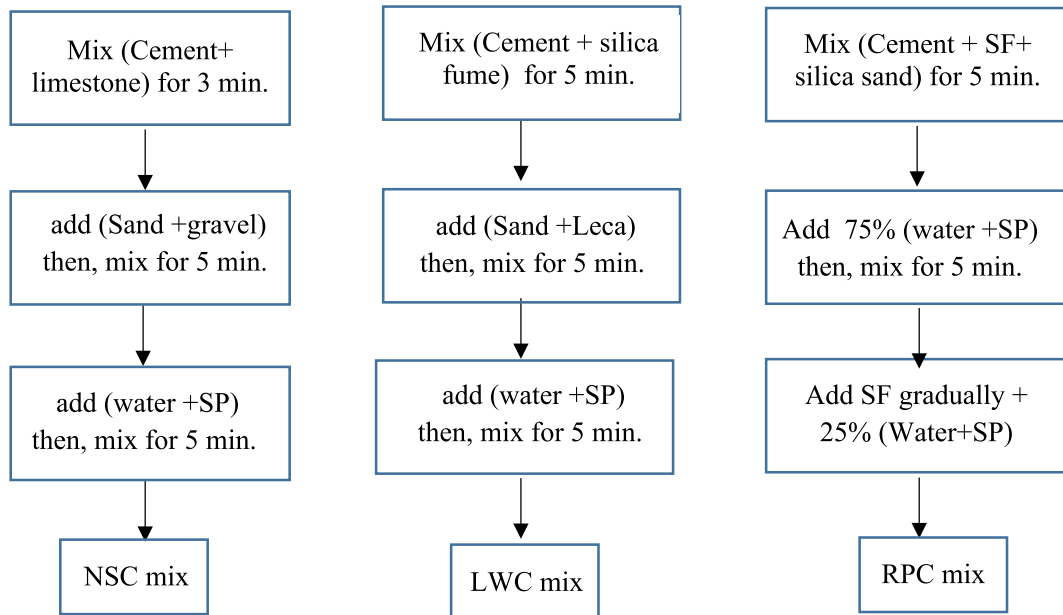 Mix (Cement+
limestone) for 3 min.
add (Sand +gravel)
then, mix for 5 min.
add (water +SP)
then, mix for 5 min.
NSC mix
Mix (Cement + silica
fume) for 5 min.
add (Sand +Leca)
then, mix for 5 min.
add (water +SP)
then, mix for 5 min.
LWC mix
Mix (Cement + SF+
silica sand) for 5 min.
Add 75% (water +SP)
then, mix for 5 min.
Add SF gradually +
25% (Water+SP)
RPC mix